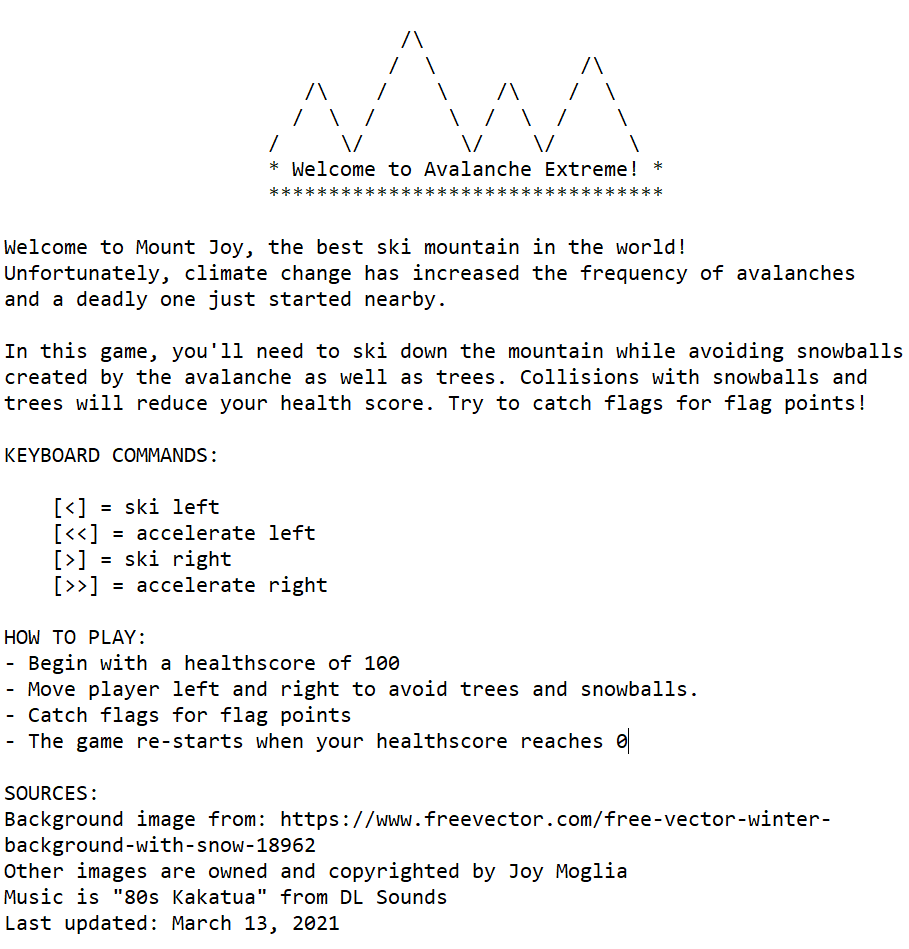 /\
/  \            /\
/\    /    \    /\    /  \
/  \  /      \  /  \  /    \
/     \/        \/    \/      \
* Welcome to Avalanche Extreme! *
*********************************
Welcome to Mount Joy, the best ski mountain in the world!
Unfortunately, climate change has increased the frequency of avalanches
and a deadly one just started nearby.
In this game, you'll need to ski down the mountain while avoiding snowballs
created by the avalanche as well as trees. Collisions with snowballs and
trees will reduce your health score. Try to catch flags for flag points!
KEYBOARD COMMANDS:
[<] = ski left
[<<] = accelerate left
[>] = ski right
[>>] = accelerate right
HOW TO PLAY:
- Begin with a healthscore of 100
- Move player left and right to avoid trees and snowballs.
- Catch flags for flag points
- The game re-starts when your healthscore reaches 0
SOURCES:
Background image from: https://www.freevector.com/free-vector-winter-
background-with-snow-18962
Other images are owned and copyrighted by Joy Moglia
Music is "80s Kakatua" from DL Sounds
Last updated: March 13, 2021